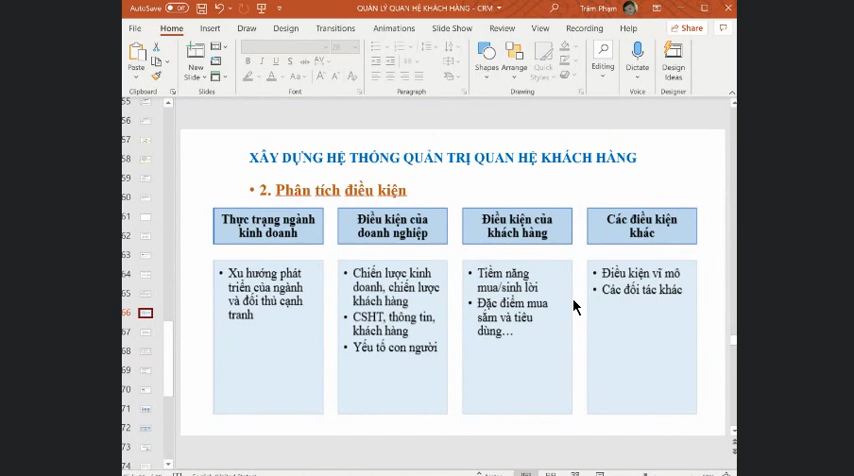 AutoSave Off
QUẢN LÝ QUAN HỆ KHÁCH HÀNG - CRM
Trâm Phạm
File Home Insert Draw Design Transitions Animations Slide Show Review View Recording Help Share
Paste
New
Slide
Shapes Arrange Quick
Styles
Editing
Dictate
Design
Ideas
Clipboard Slides Font Paragraph Drawing Voice Designer
55
56
57
58
59
60
61
62
63
64
65
66
67
68
69
70
71
72
73
74
XÂY DỰNG HỆ THỐNG QUẢN TRỊ QUAN HỆ KHÁCH HÀNG
• 2. Phân tích điều kiện
Thực trạng ngành
kinh doanh
• Xu hướng phát
triển của ngành
và đối thủ cạnh
tranh
Điều kiện của
doanh nghiệp
• Chiến lược kinh
doanh, chiến lược
khách hàng
• CSHT, thông tin,
khách hàng
• Yếu tố con người
Điều kiện của
khách hàng
• Tiềm năng
mua/sinh lời
• Đặc điểm mua
sắm và tiêu
dùng…
Các điều kiện
khác
• Điều kiện vĩ mô
• Các đối tác khác